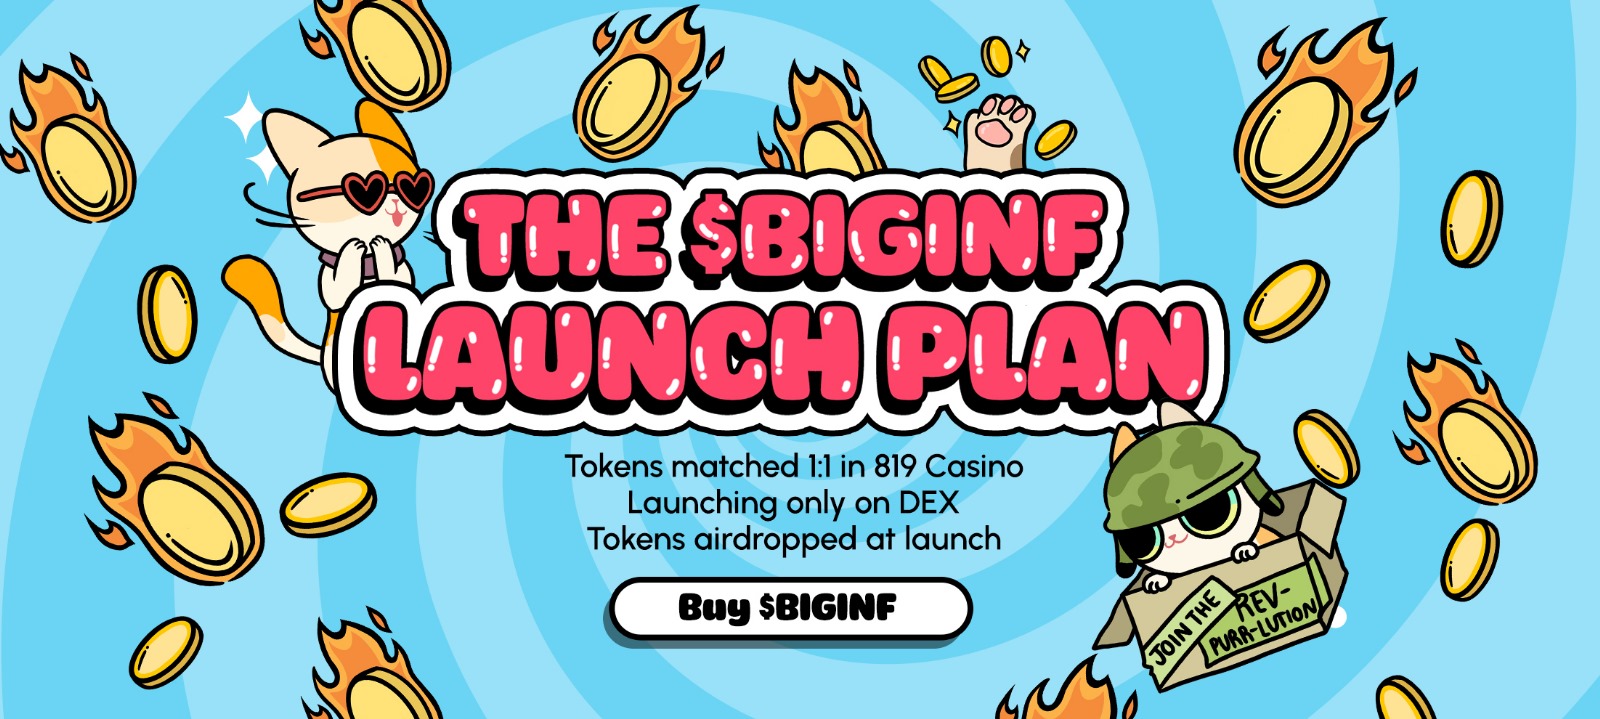 THE $BIGINF
LAUNCH PLAN
Tokens matched 1:1 in 819 Casino
Launching only on DEX
Tokens airdropped at launch
Buy $BIGINF
JOIN THE
REV-
PURR-LUTION